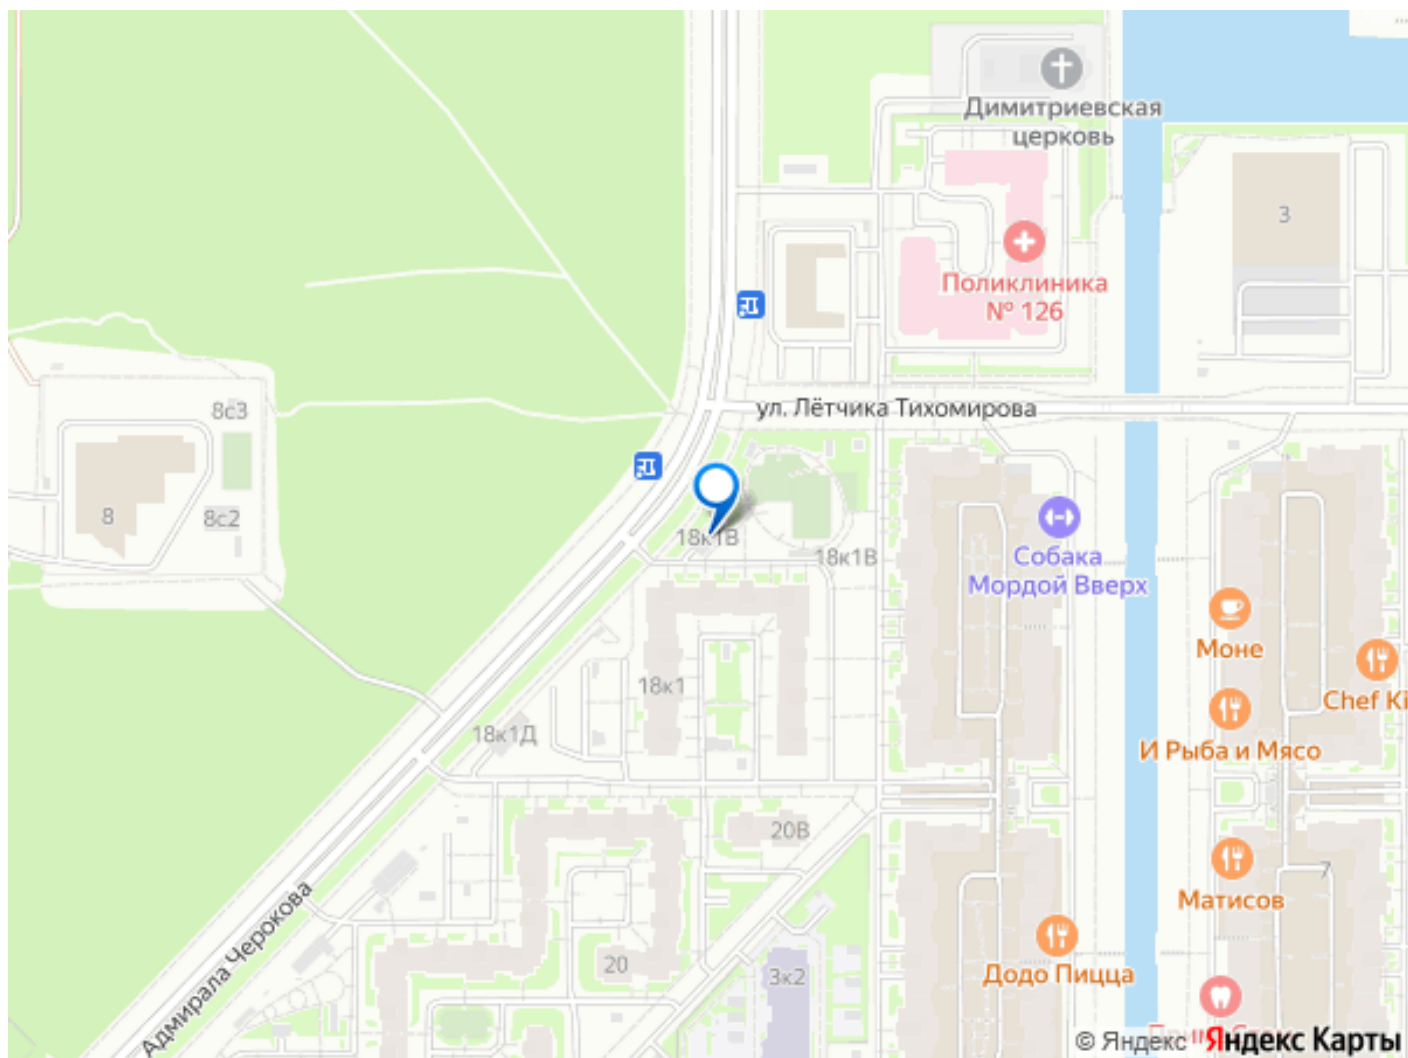 Димитриевская
церковь
3
Поликлиника
№ 126
ул. Лётчика Тихомирова
8с3
8
8с2
18к1В
18к1В
Собака
Мордой Вверх
Моне
18к1
Chef Ki
18к1Д
И Рыба и Мясо
20В
7
Матисов
Адмирала Черокова
20
3к2
Додо Пицца
© Яндекс Яндекс Карты